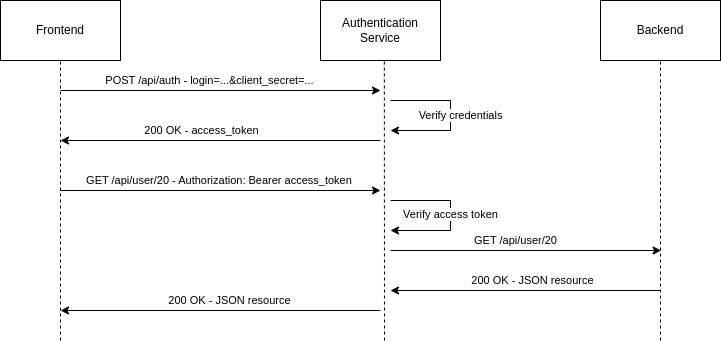 Frontend
Authentication
Service
Backend
POST /api/auth - login=...&client_secret=...
Verify credentials
200 OK - access_token
GET /api/user/20 - Authorization: Bearer access_token
Verify access token
GET /api/user/20
200 OK - JSON resource
200 OK - JSON resource